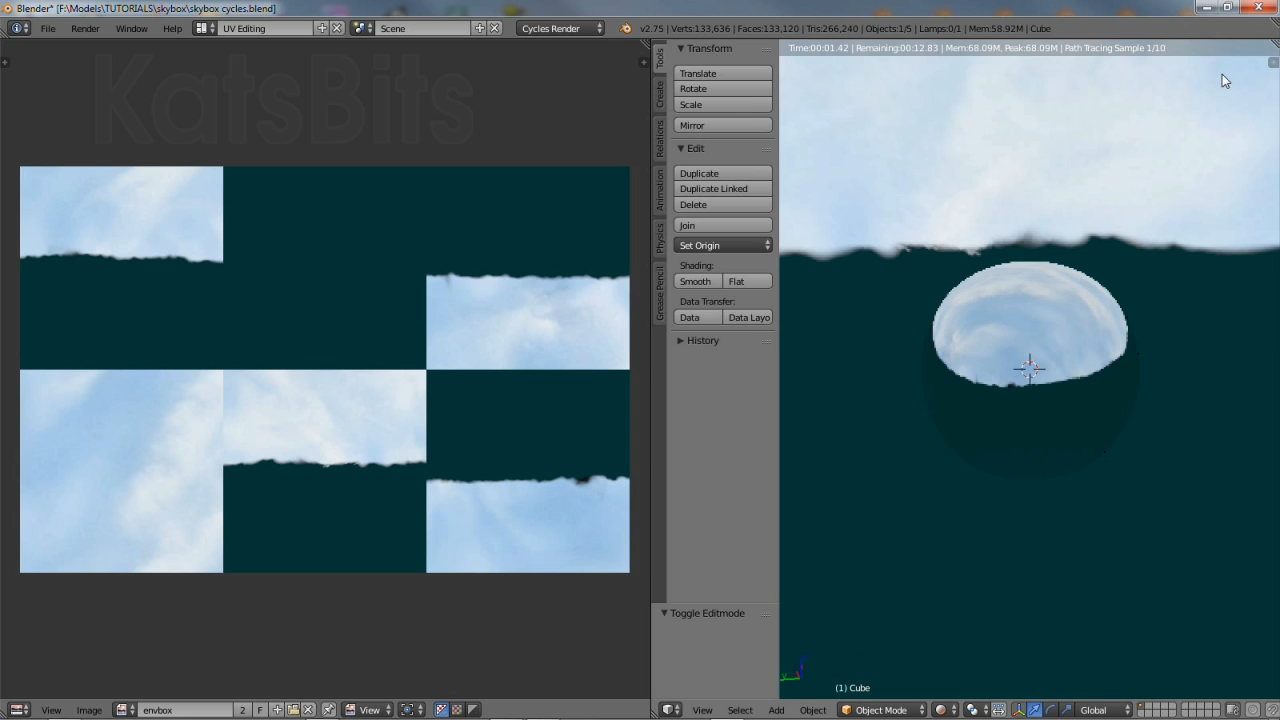 Blender* [F:\Models\TUTORIALS\skybox\skybox cycles.blend]
File Render Window Help UV Editing Scene Cycles Render v2.75 | Verts:133,636 | Faces:133,120 | Tris:266,240 | Objects:1/5 | Lamps:0/1 | Mem:58.92M | Cube
KatsBits
Tools
Create
Relations
Animation
Physics
Grease Pencil
Transform
Translate
Rotate
Scale
Mirror
Edit
Duplicate
Duplicate Linked
Delete
Join
Set Origin
Shading:
Smooth Flat
Data Transfer:
Data Data Layo
History
Toggle Editmode
Time:00:01.42 | Remaining:00:12.83 | Mem:68.09M, Peak:68.09M | Path Tracing Sample 1/10
(1) Cube
View Image envbox 2 F View
View Select Add Object Object Mode Global